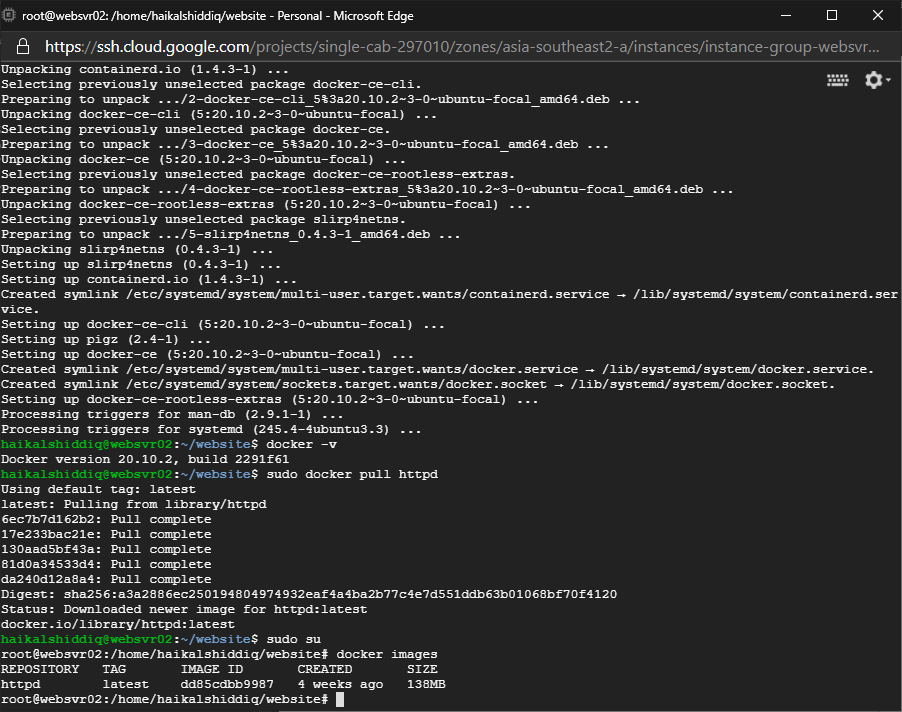 root@websvr02: /home/haikalshiddiq/website - Personal - Microsoft Edge
https://ssh.cloud.google.com/projects/single-cab-297010/zones/asia-southeast2-a/instances/instance-group-websvr...
Unpacking containerd.io (1.4.3-1) ...
Selecting previously unselected package docker-ce-cli.
Preparing to unpack .../2-docker-ce-cli_5%3a20.10.2~3-0~ubuntu-focal_amd64.deb ...
Unpacking docker-ce-cli (5:20.10.2~3-0~ubuntu-focal) ...
Selecting previously unselected package docker-ce.
Preparing to unpack .../3-docker-ce_5%3a20.10.2~3-0~ubuntu-focal_amd64.deb ...
Unpacking docker-ce (5:20.10.2~3-0~ubuntu-focal) ...
Selecting previously unselected package docker-ce-rootless-extras.
Preparing to unpack .../4-docker-ce-rootless-extras_5%3a20.10.2~3-0~ubuntu-focal_amd64.deb ...
Unpacking docker-ce-rootless-extras (5:20.10.2~3-0~ubuntu-focal) ...
Selecting previously unselected package slirp4netns.
Preparing to unpack .../5-slirp4netns_0.4.3-1_amd64.deb ...
Unpacking slirp4netns (0.4.3-1) ...
Setting up slirp4netns (0.4.3-1) ...
Setting up containerd.io (1.4.3-1) ...
Created symlink /etc/systemd/system/multi-user.target.wants/containerd.service → /lib/systemd/system/containerd.ser
vice.
Setting up docker-ce-cli (5:20.10.2~3-0~ubuntu-focal) ...
Setting up pigz (2.4-1) ...
Setting up docker-ce (5:20.10.2~3-0~ubuntu-focal) ...
Created symlink /etc/systemd/system/multi-user.target.wants/docker.service → /lib/systemd/system/docker.service.
Created symlink /etc/systemd/system/sockets.target.wants/docker.socket → /lib/systemd/system/docker.socket.
Setting up docker-ce-rootless-extras (5:20.10.2~3-0~ubuntu-focal) ...
Processing triggers for man-db (2.9.1-1) ...
Processing triggers for systemd (245.4-4ubuntu3.3) ...
haikalshiddiq@websvr02:~/website$ docker -v
Docker version 20.10.2, build 2291f61
haikalshiddiq@websvr02:~/website$ sudo docker pull httpd
Using default tag: latest
latest: Pulling from library/httpd
6ec7b7d162b2: Pull complete
17e233bac21e: Pull complete
130aad5bf43a: Pull complete
81d0a34533d4: Pull complete
da240d12a8a4: Pull complete
Digest: sha256:a3a2886ec250194804974932eaf4a4ba2b77c4e7d551ddb63b01068bf70f4120
Status: Downloaded newer image for httpd:latest
docker.io/library/httpd:latest
haikalshiddiq@websvr02:~/website$ sudo su
root@websvr02:/home/haikalshiddiq/website# docker images
REPOSITORY   TAG       IMAGE ID       CREATED       SIZE
httpd        latest    dd85cdbb9987   4 weeks ago   138MB
root@websvr02:/home/haikalshiddiq/website#